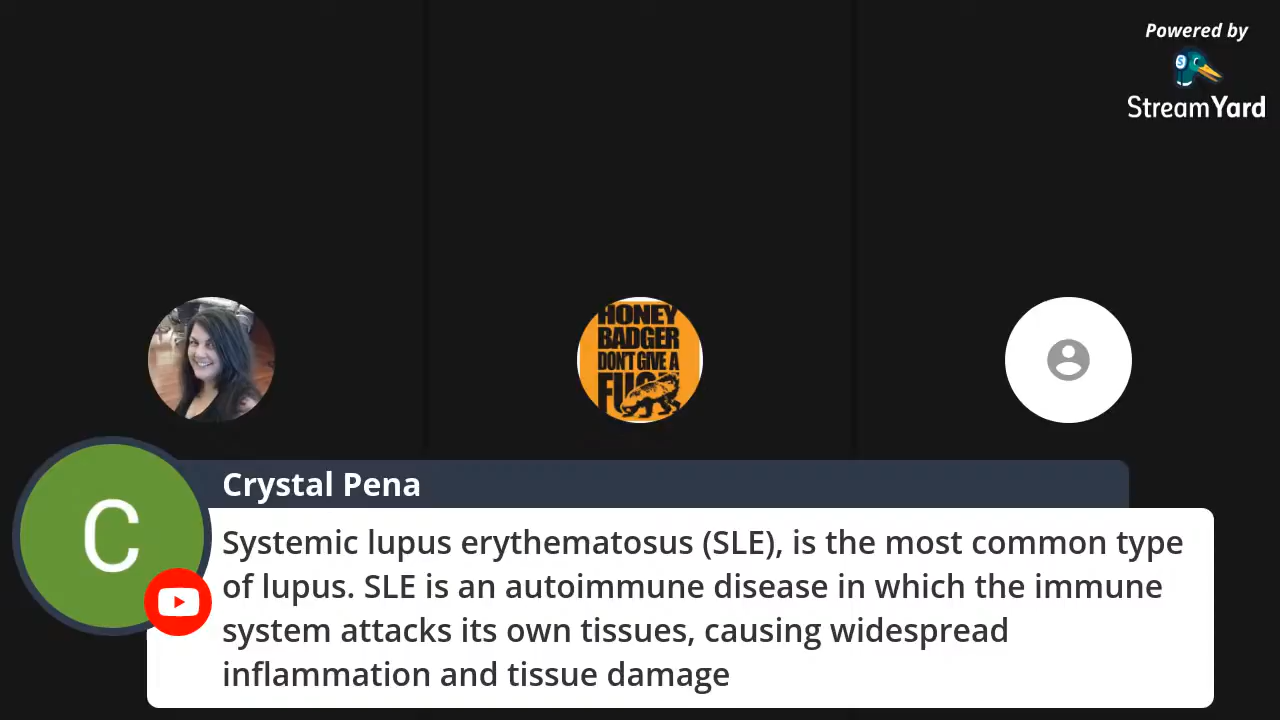 Powered by
S
StreamYard
HONEY
BADGER
DON'T GIVE A
C
Crystal Pena
Systemic lupus erythematosus (SLE), is the most common type
of lupus. SLE is an autoimmune disease in which the immune
system attacks its own tissues, causing widespread
inflammation and tissue damage